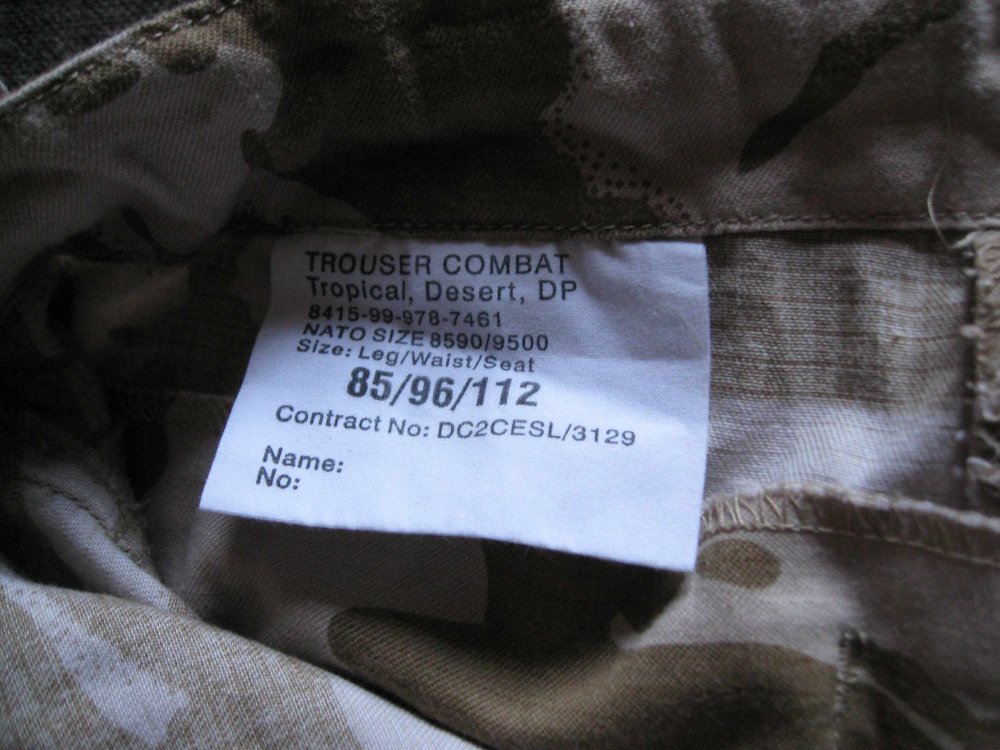 TROUSER COMBAT
Tropical, Desert, DP
8415-99-978-7461
NATO SIZE 8590/9500
Size: Leg/Waist/Seat
85/96/112
Contract No: DC2CESL/3129
Name:
No: